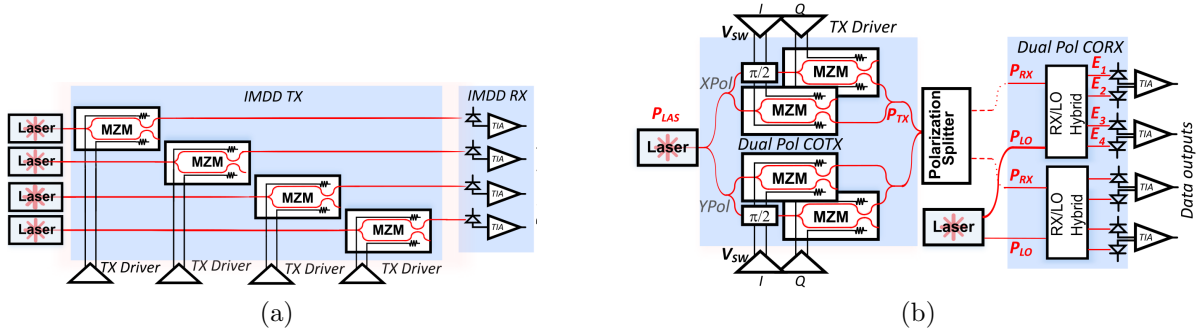 IMDD TX
IMDD RX
Laser
MZM
TIA
Laser
MZM
TIA
Laser
MZM
TIA
Laser
MZM
TIA
TX Driver
TX Driver
TX Driver
TX Driver
(a)
I
Q
TX Driver
V_SW
Dual Pol CORX
π/2
MZM
XPol
MZM
P_LAS
Laser
P_TX
Dual Pol COTX
MZM
YPol
π/2
MZM
V_SW
I
Q
Polarization
Splitter
Laser
P_RX
P_LO
RX/LO
Hybrid
E_1
E_2
E_3
E_4
TIA
TIA
P_RX
P_LO
RX/LO
Hybrid
TIA
TIA
Data outputs
(b)